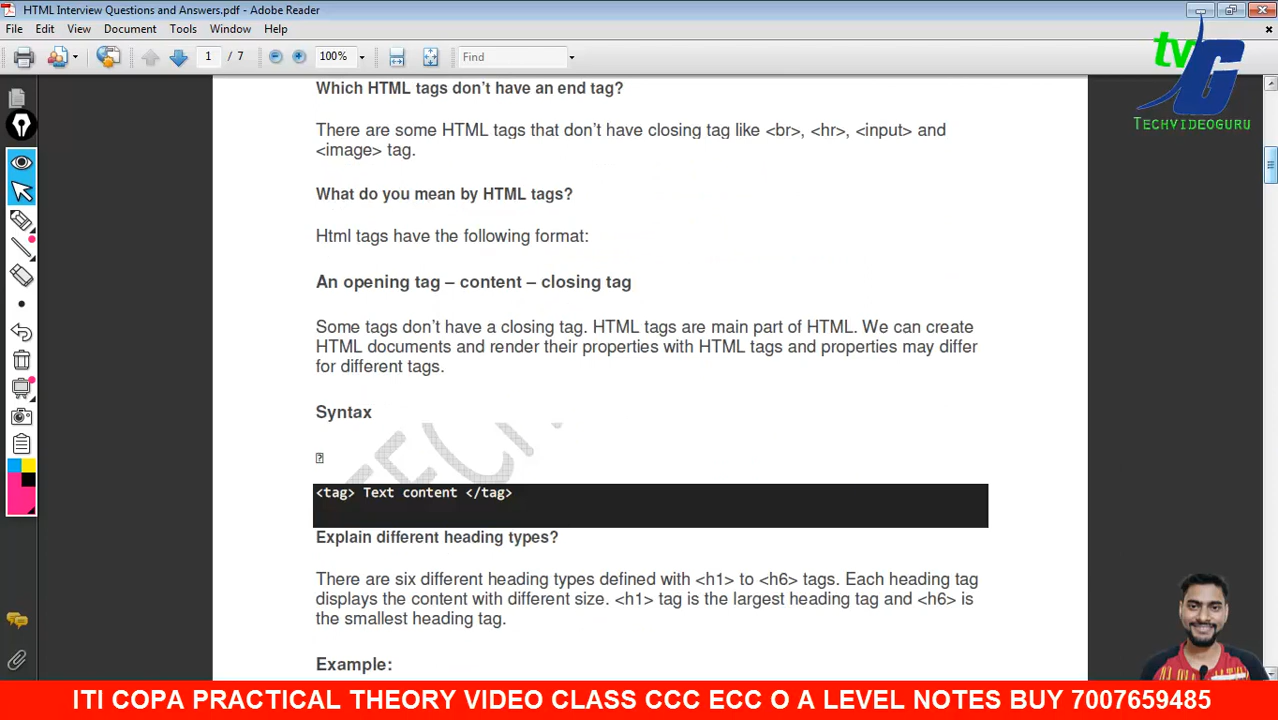 HTML Interview Questions and Answers.pdf - Adobe Reader
File Edit View Document Tools Window Help
1 / 7 100% Find
tv
G
TECHVIDEOGURU
Which HTML tags don’t have an end tag?
There are some HTML tags that don’t have closing tag like <br>, <hr>, <input> and
<image> tag.
What do you mean by HTML tags?
Html tags have the following format:
An opening tag – content – closing tag
Some tags don’t have a closing tag. HTML tags are main part of HTML. We can create
HTML documents and render their properties with HTML tags and properties may differ
for different tags.
Syntax
?
<tag> Text content </tag>
Explain different heading types?
There are six different heading types defined with <h1> to <h6> tags. Each heading tag
displays the content with different size. <h1> tag is the largest heading tag and <h6> is
the smallest heading tag.
Example:
ITI COPA PRACTICAL THEORY VIDEO CLASS CCC ECC O A LEVEL NOTES BUY 7007659485